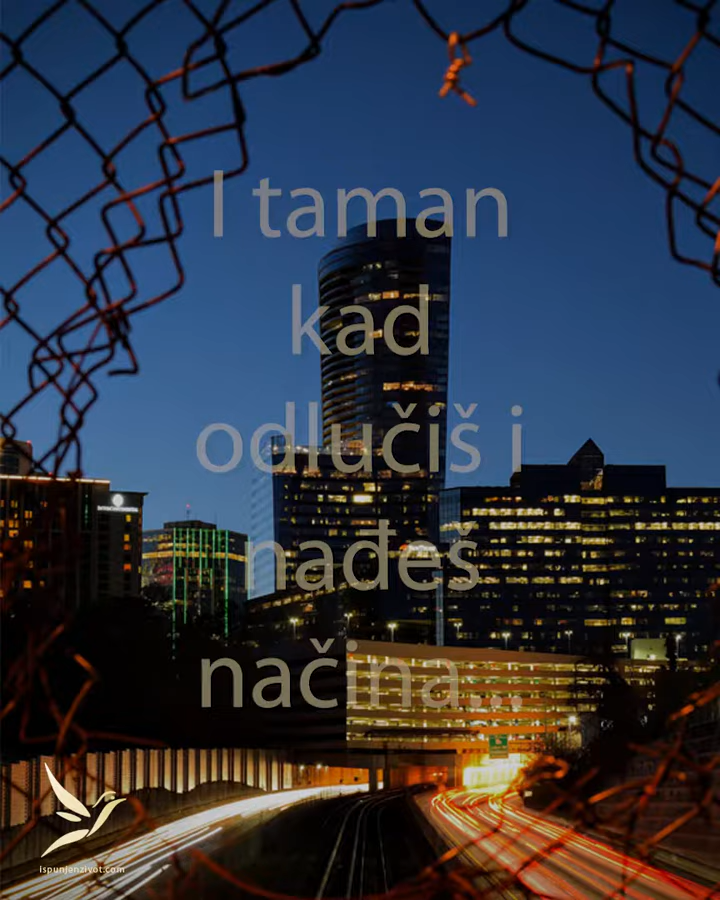 I taman
kad
odlučiš i
nađeš
načina...
ispunjenzivot.com